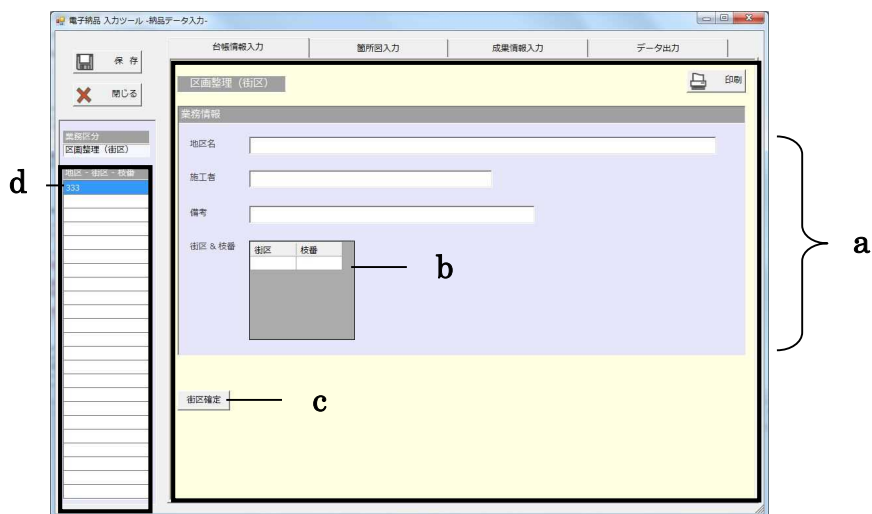 電子納品 入力ツール -納品データ入力-
保 存
閉じる
業務区分
区画整理（街区）
地区 - 街区 - 枝番
333
台帳情報入力
箇所図入力
成果情報入力
データ出力
区画整理（街区）
印刷
業務情報
地区名
施工者
備考
街区 & 枝番
街区 枝番
街区確定
a
b
c
d